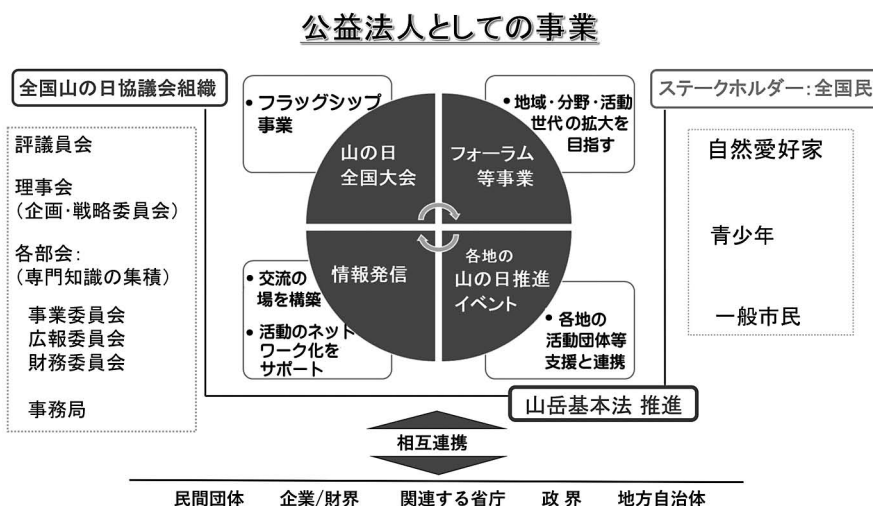 公益法人としての事業
全国山の日協議会組織
評議員会
理事会
(企画・戦略委員会)
各部会:
(専門知識の集積)
事業委員会
広報委員会
財務委員会
事務局
• フラッグシップ
事業
山の日
全国大会
フォーラム
等事業
• 地域・分野・活動
世代の拡大を
目指す
• 交流の
場を構築
• 活動のネット
ワーク化を
サポート
情報発信
各地の
山の日推進
イベント
• 各地の
活動団体等
支援と連携
ステークホルダー:全国民
自然愛好家
青少年
一般市民
山岳基本法 推進
相互連携
民間団体 企業/財界 関連する省庁 政界 地方自治体